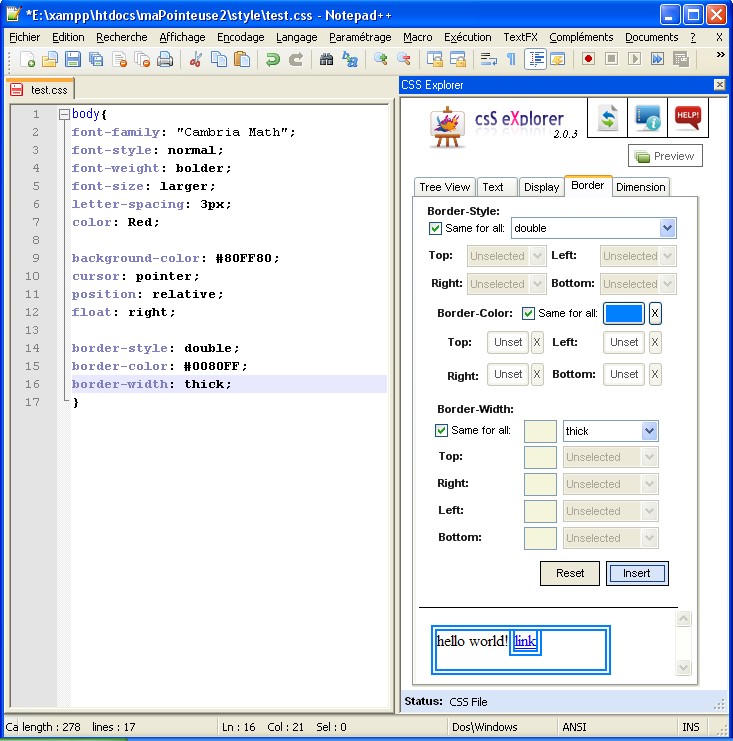 *E:\xampp\htdocs\maPointeuse2\style\test.css - Notepad++
Fichier Edition Recherche Affichage Encodage Langage Paramétrage Macro Exécution TextFX Compléments Documents ? X
test.css
CSS Explorer
1 body{
2 font-family: "Cambria Math";
3 font-style: normal;
4 font-weight: bolder;
5 font-size: larger;
6 letter-spacing: 3px;
7 color: Red;
8
9 background-color: #80FF80;
10 cursor: pointer;
11 position: relative;
12 float: right;
13
14 border-style: double;
15 border-color: #0080FF;
16 border-width: thick;
17 }
csS eXplorer
2.0.3
HELP!
Preview
Tree View Text Display Border Dimension
Border-Style:
Same for all: double
Top: Unselected Left: Unselected
Right: Unselected Bottom: Unselected
Border-Color: Same for all: X
Top: Unset X Left: Unset X
Right: Unset X Bottom: Unset X
Border-Width:
Same for all: thick
Top: Unselected
Right: Unselected
Left: Unselected
Bottom: Unselected
Reset Insert
hello world! link
Status: CSS File
Ca length : 278 lines : 17 Ln : 16 Col : 21 Sel : 0 Dos\Windows ANSI INS